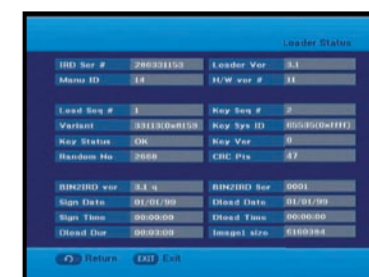 Loader Status
IRD Ser # 280331153 Loader Ver 3.1
Manu ID 14 H/W ver # 11
Load Seq # 1 Key Seq # 2
Variant 33113(0x8159 Key Sys ID 65535(0xffff)
Key Status OK Key Ver 0
Random No 2668 CRC Pts 47
BIN2IRD ver 3.1 q BIN2IRD Ser 0001
Sign Date 01/01/99 Dload Date 01/01/99
Sign Time 00:00:00 Dload Time 00:00:00
Dload Dur 00:03:00 Image1 size 6160384
Return EXIT Exit